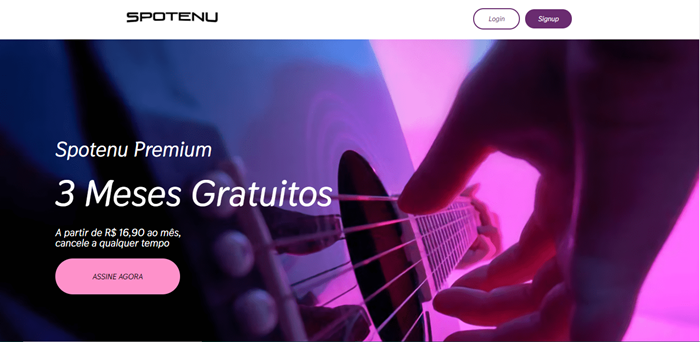 SPOTENU
Login
Signup
Spotenu Premium
3 Meses Gratuitos
A partir de R$ 16,90 ao mês,
cancele a qualquer tempo
ASSINE AGORA